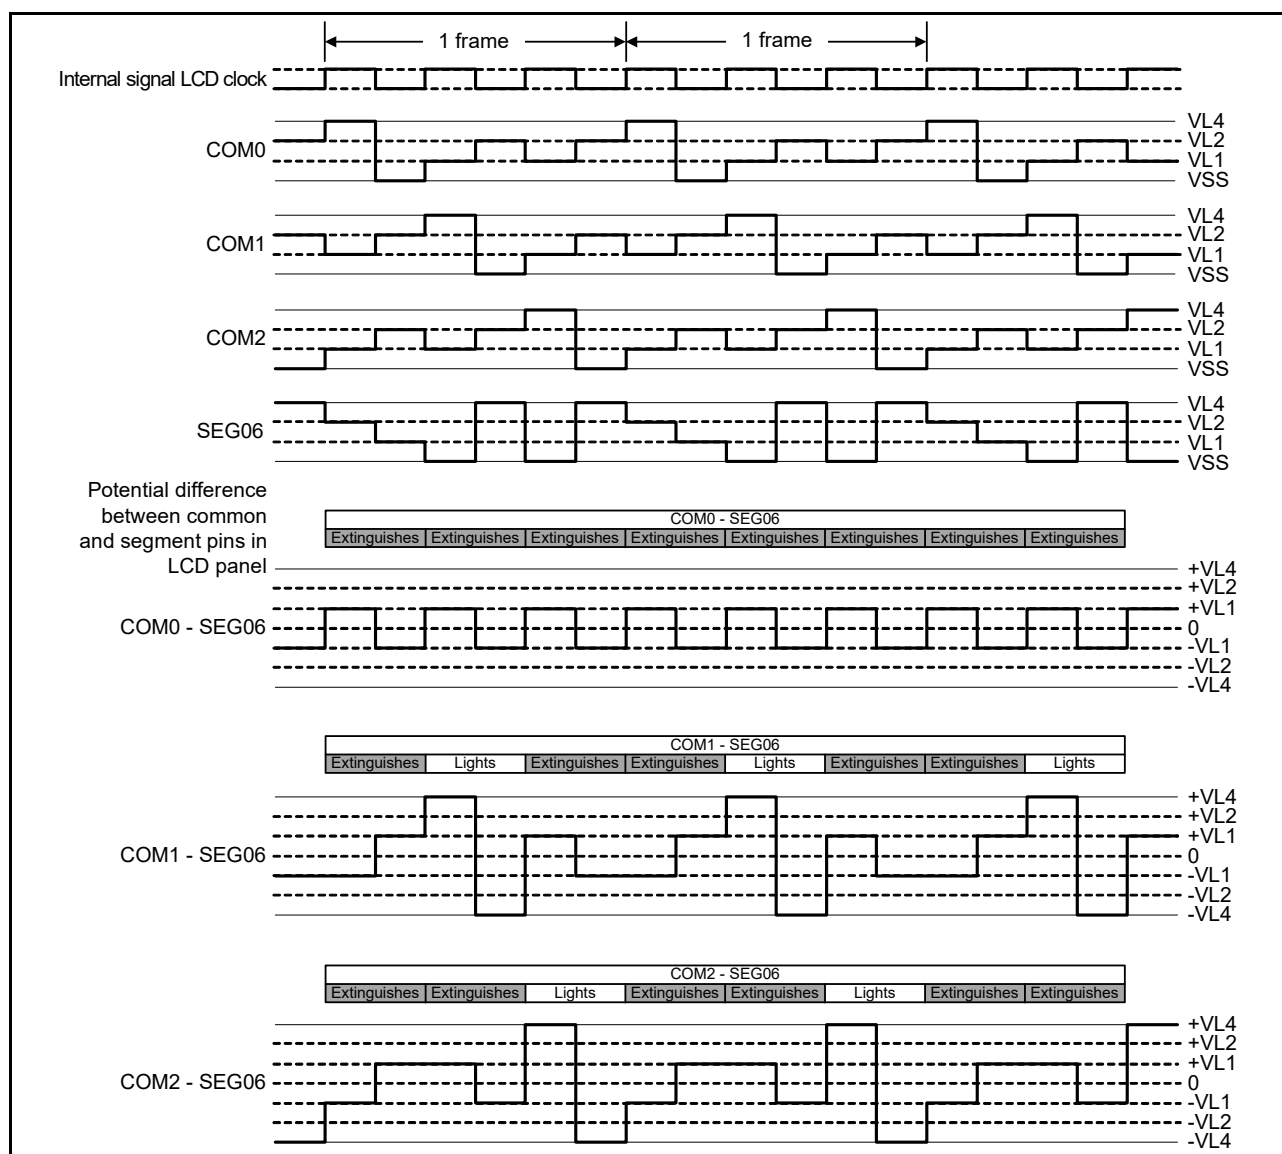 1 frame 1 frame
Internal signal LCD clock
VL4
COM0 VL2
VL1
VSS
VL4
COM1 VL2
VL1
VSS
VL4
COM2 VL2
VL1
VSS
VL4
SEG06 VL2
VL1
VSS
Potential difference
between common
and segment pins in
LCD panel
COM0 - SEG06
Extinguishes Extinguishes Extinguishes Extinguishes Extinguishes Extinguishes Extinguishes Extinguishes
+VL4
+VL2
+VL1
COM0 - SEG06 0
-VL1
-VL2
-VL4
COM1 - SEG06
Extinguishes Lights Extinguishes Extinguishes Lights Extinguishes Extinguishes Lights
+VL4
+VL2
+VL1
COM1 - SEG06 0
-VL1
-VL2
-VL4
COM2 - SEG06
Extinguishes Extinguishes Lights Extinguishes Extinguishes Lights Extinguishes Extinguishes
+VL4
+VL2
+VL1
COM2 - SEG06 0
-VL1
-VL2
-VL4